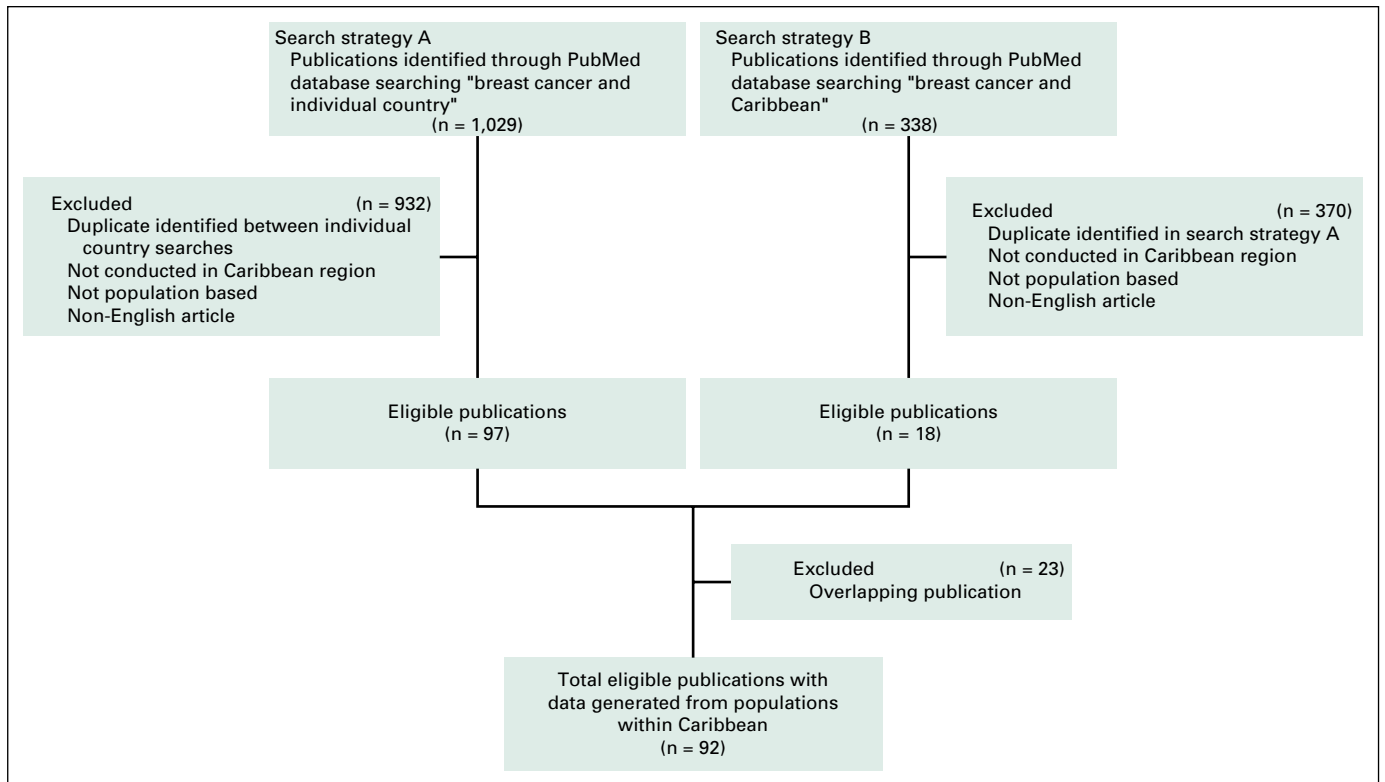 Search strategy A
Publications identified through PubMed
database searching "breast cancer and
individual country"
(n = 1,029)
Search strategy B
Publications identified through PubMed
database searching "breast cancer and
Caribbean"
(n = 338)
Excluded (n = 932)
Duplicate identified between individual
country searches
Not conducted in Caribbean region
Not population based
Non-English article
Excluded (n = 370)
Duplicate identified in search strategy A
Not conducted in Caribbean region
Not population based
Non-English article
Eligible publications
(n = 97)
Eligible publications
(n = 18)
Excluded (n = 23)
Overlapping publication
Total eligible publications with
data generated from populations
within Caribbean
(n = 92)